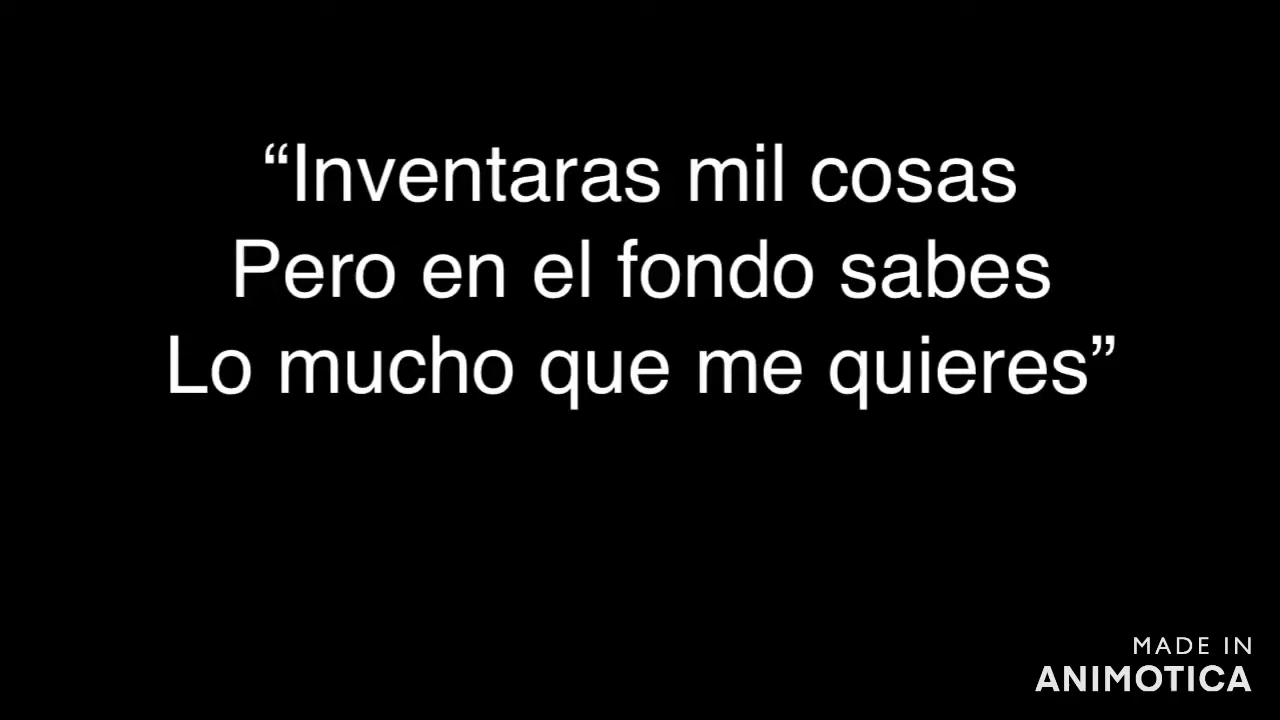 “Inventaras mil cosas
Pero en el fondo sabes
Lo mucho que me quieres”
MADE IN
ANIMOTICA